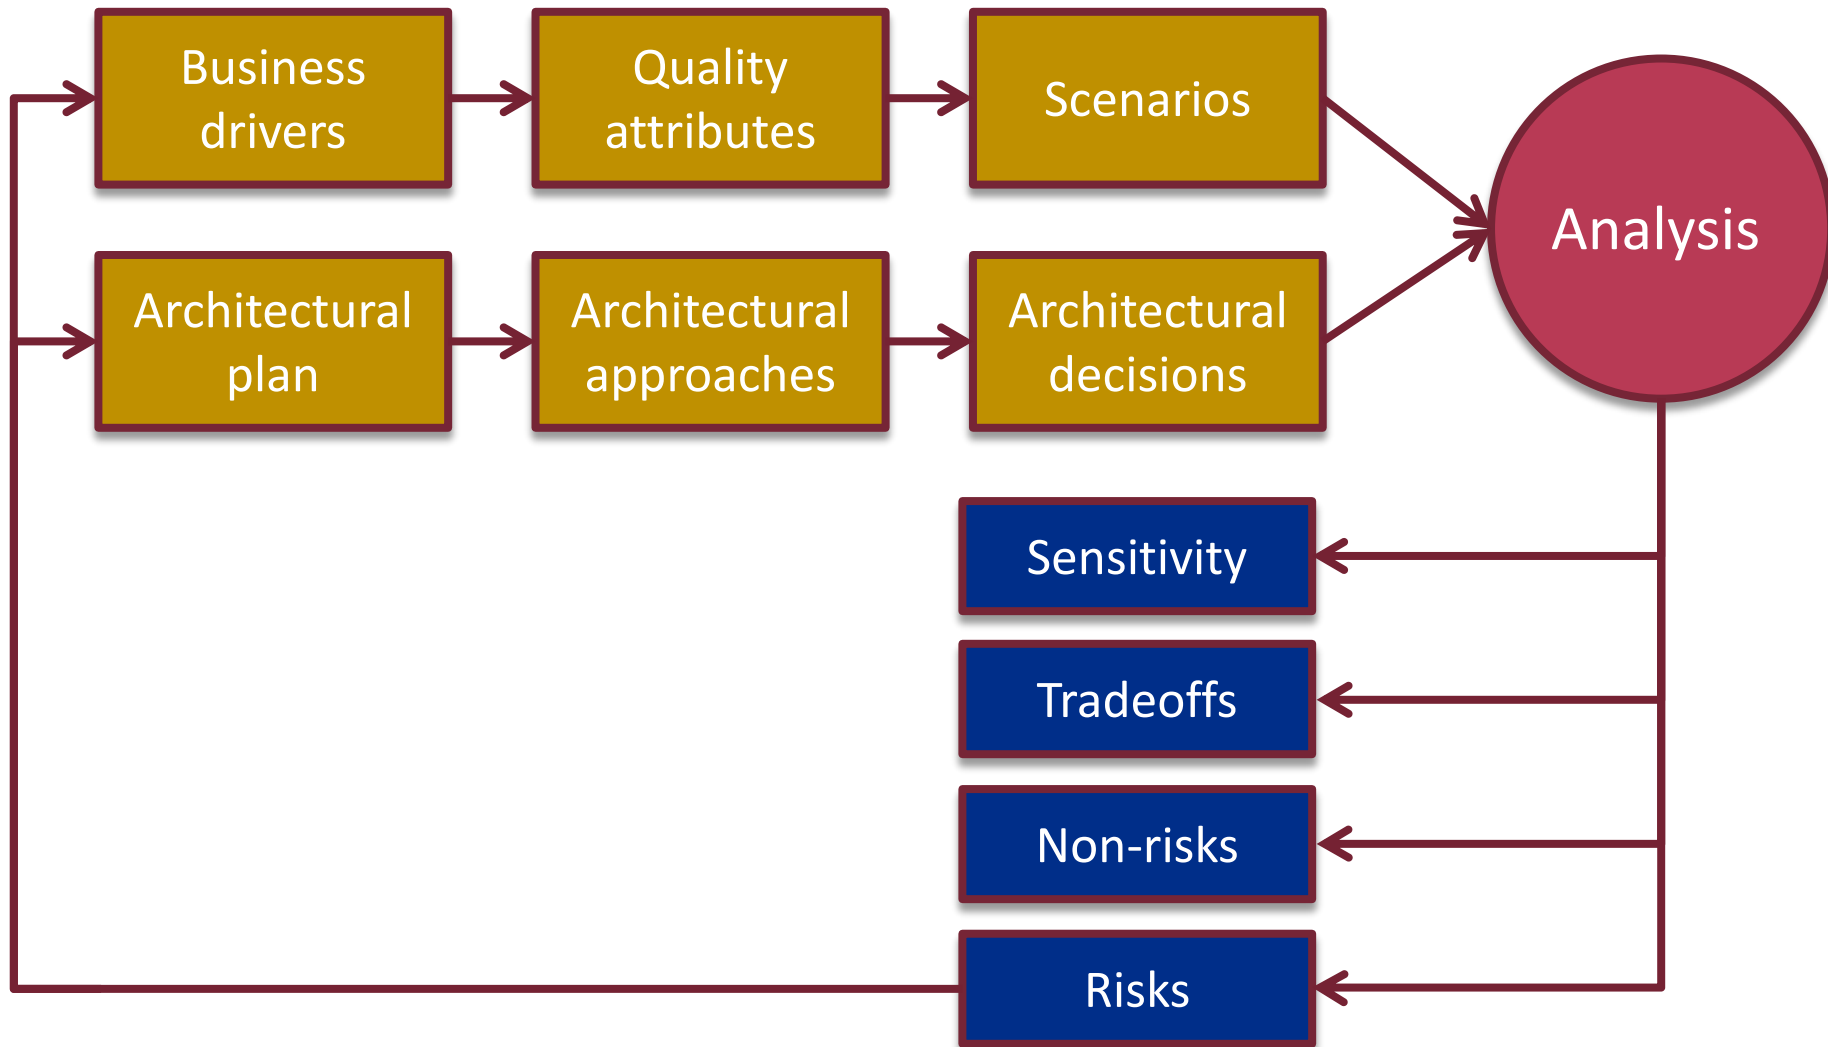 Business
drivers
Quality
attributes
Scenarios
Analysis
Architectural
plan
Architectural
approaches
Architectural
decisions
Sensitivity
Tradeoffs
Non-risks
Risks